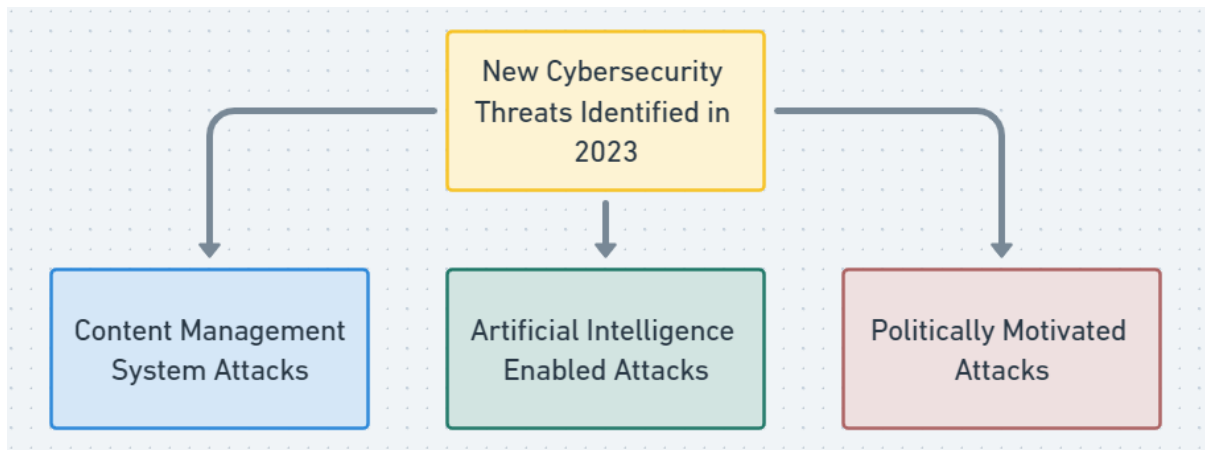 New Cybersecurity
Threats Identified in
2023
Content Management
System Attacks
Artificial Intelligence
Enabled Attacks
Politically Motivated
Attacks